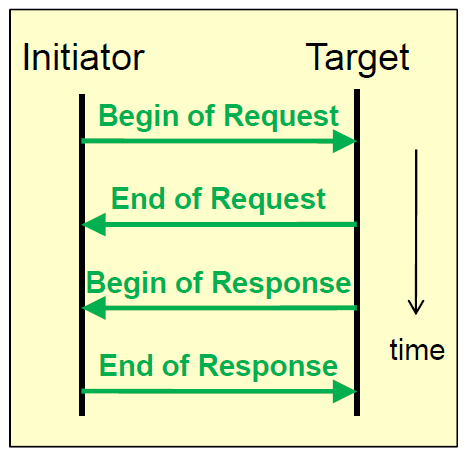 Initiator
Target
Begin of Request
End of Request
Begin of Response
End of Response
time